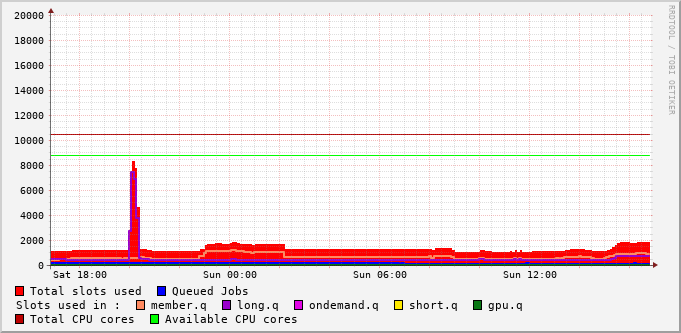 20000
18000
16000
14000
12000
10000
8000
6000
4000
2000
0
Sat 18:00 Sun 00:00 Sun 06:00 Sun 12:00
Total slots used Queued Jobs
Slots used in : member.q long.q ondemand.q short.q gpu.q
Total CPU cores Available CPU cores
RRDTOOL / TOBI OETIKER